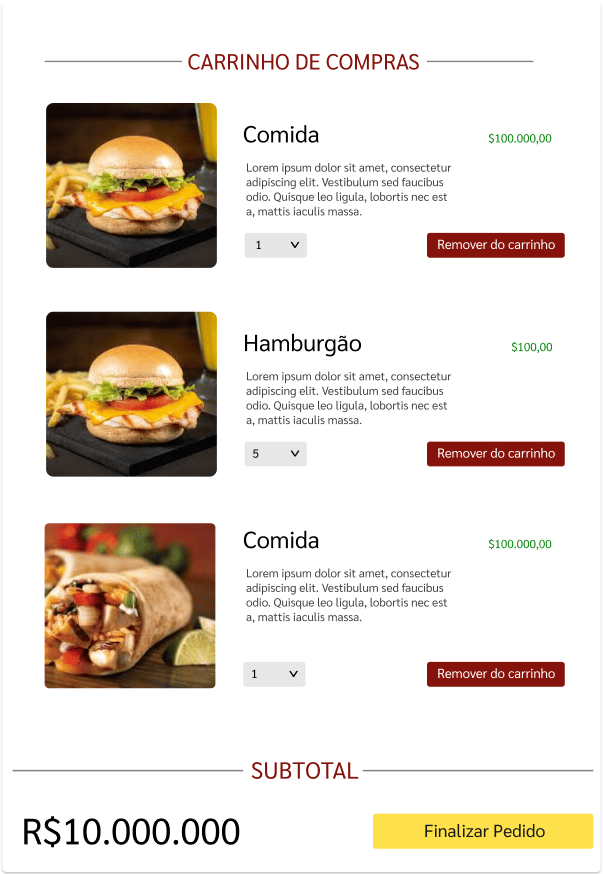 CARRINHO DE COMPRAS
Comida
$100.000,00
Lorem ipsum dolor sit amet, consectetur
adipiscing elit. Vestibulum sed faucibus
odio. Quisque leo ligula, lobortis nec est
a, mattis iaculis massa.
1
Remover do carrinho
Hamburgão
$100,00
Lorem ipsum dolor sit amet, consectetur
adipiscing elit. Vestibulum sed faucibus
odio. Quisque leo ligula, lobortis nec est
a, mattis iaculis massa.
5
Remover do carrinho
Comida
$100.000,00
Lorem ipsum dolor sit amet, consectetur
adipiscing elit. Vestibulum sed faucibus
odio. Quisque leo ligula, lobortis nec est
a, mattis iaculis massa.
1
Remover do carrinho
SUBTOTAL
R$10.000.000
Finalizar Pedido